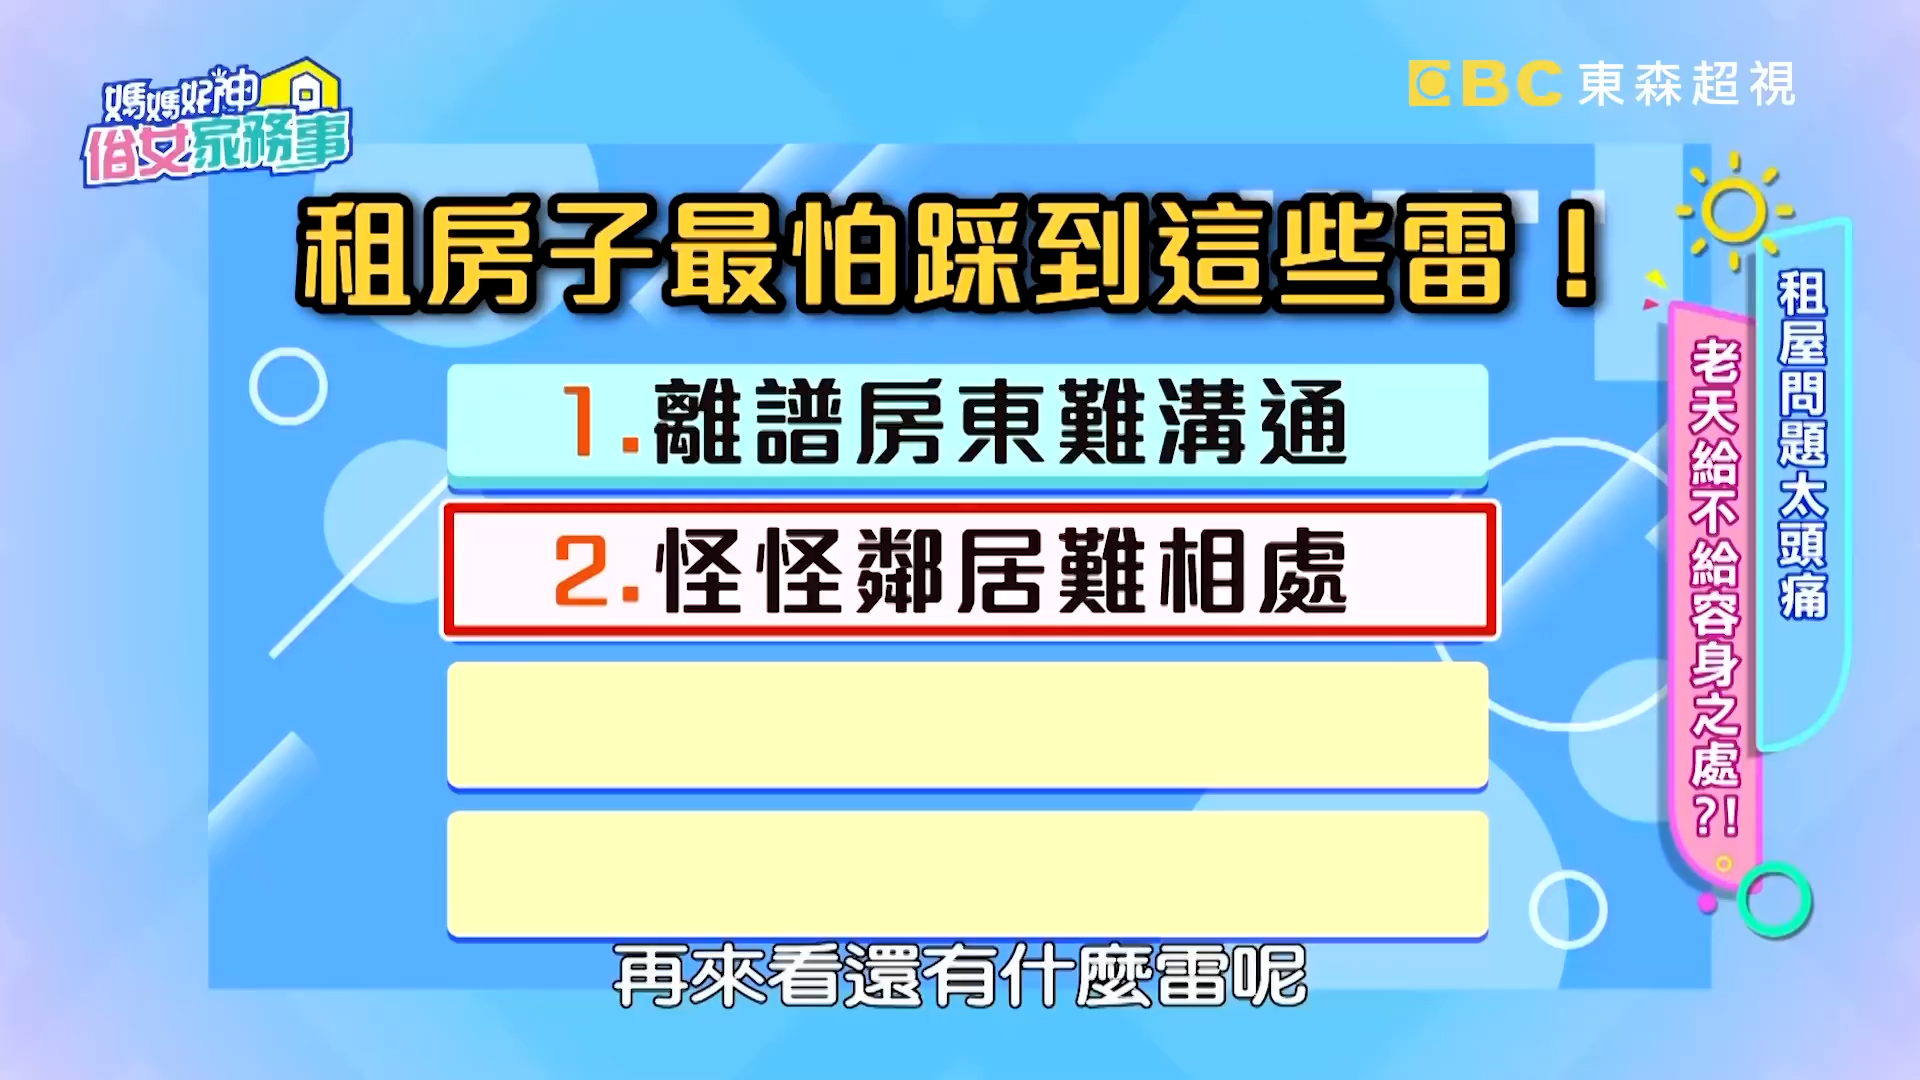 媽媽好神
俗女家務事
EBC 東森超視
租房子最怕踩到這些雷！
1.離譜房東難溝通
2.怪怪鄰居難相處
租屋問題太頭痛
老天給不給容身之處?!
再來看還有什麼雷呢